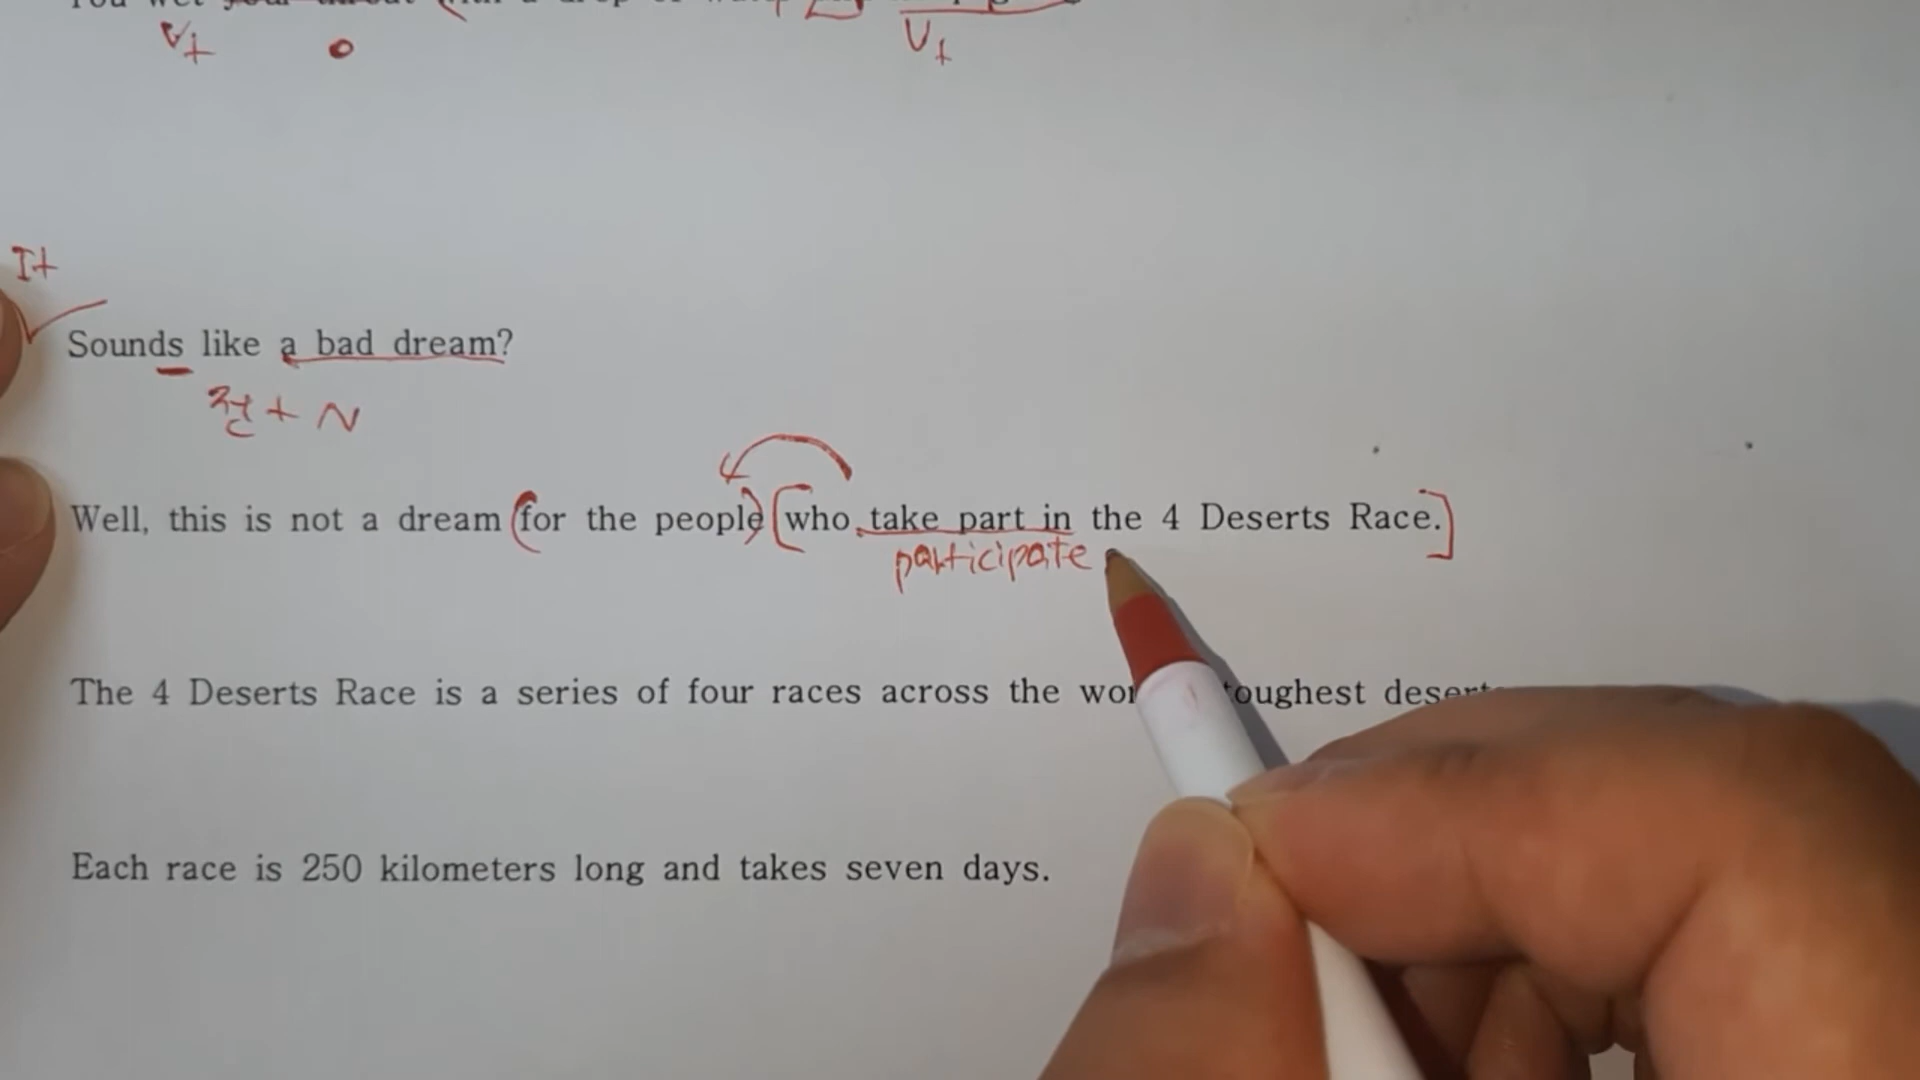 It
Sounds like a bad dream?
전 + N
Well, this is not a dream (for the people) [who take part in the 4 Deserts Race.]
participate
The 4 Deserts Race is a series of four races across the toughest
Each race is 250 kilometers long and takes seven days.